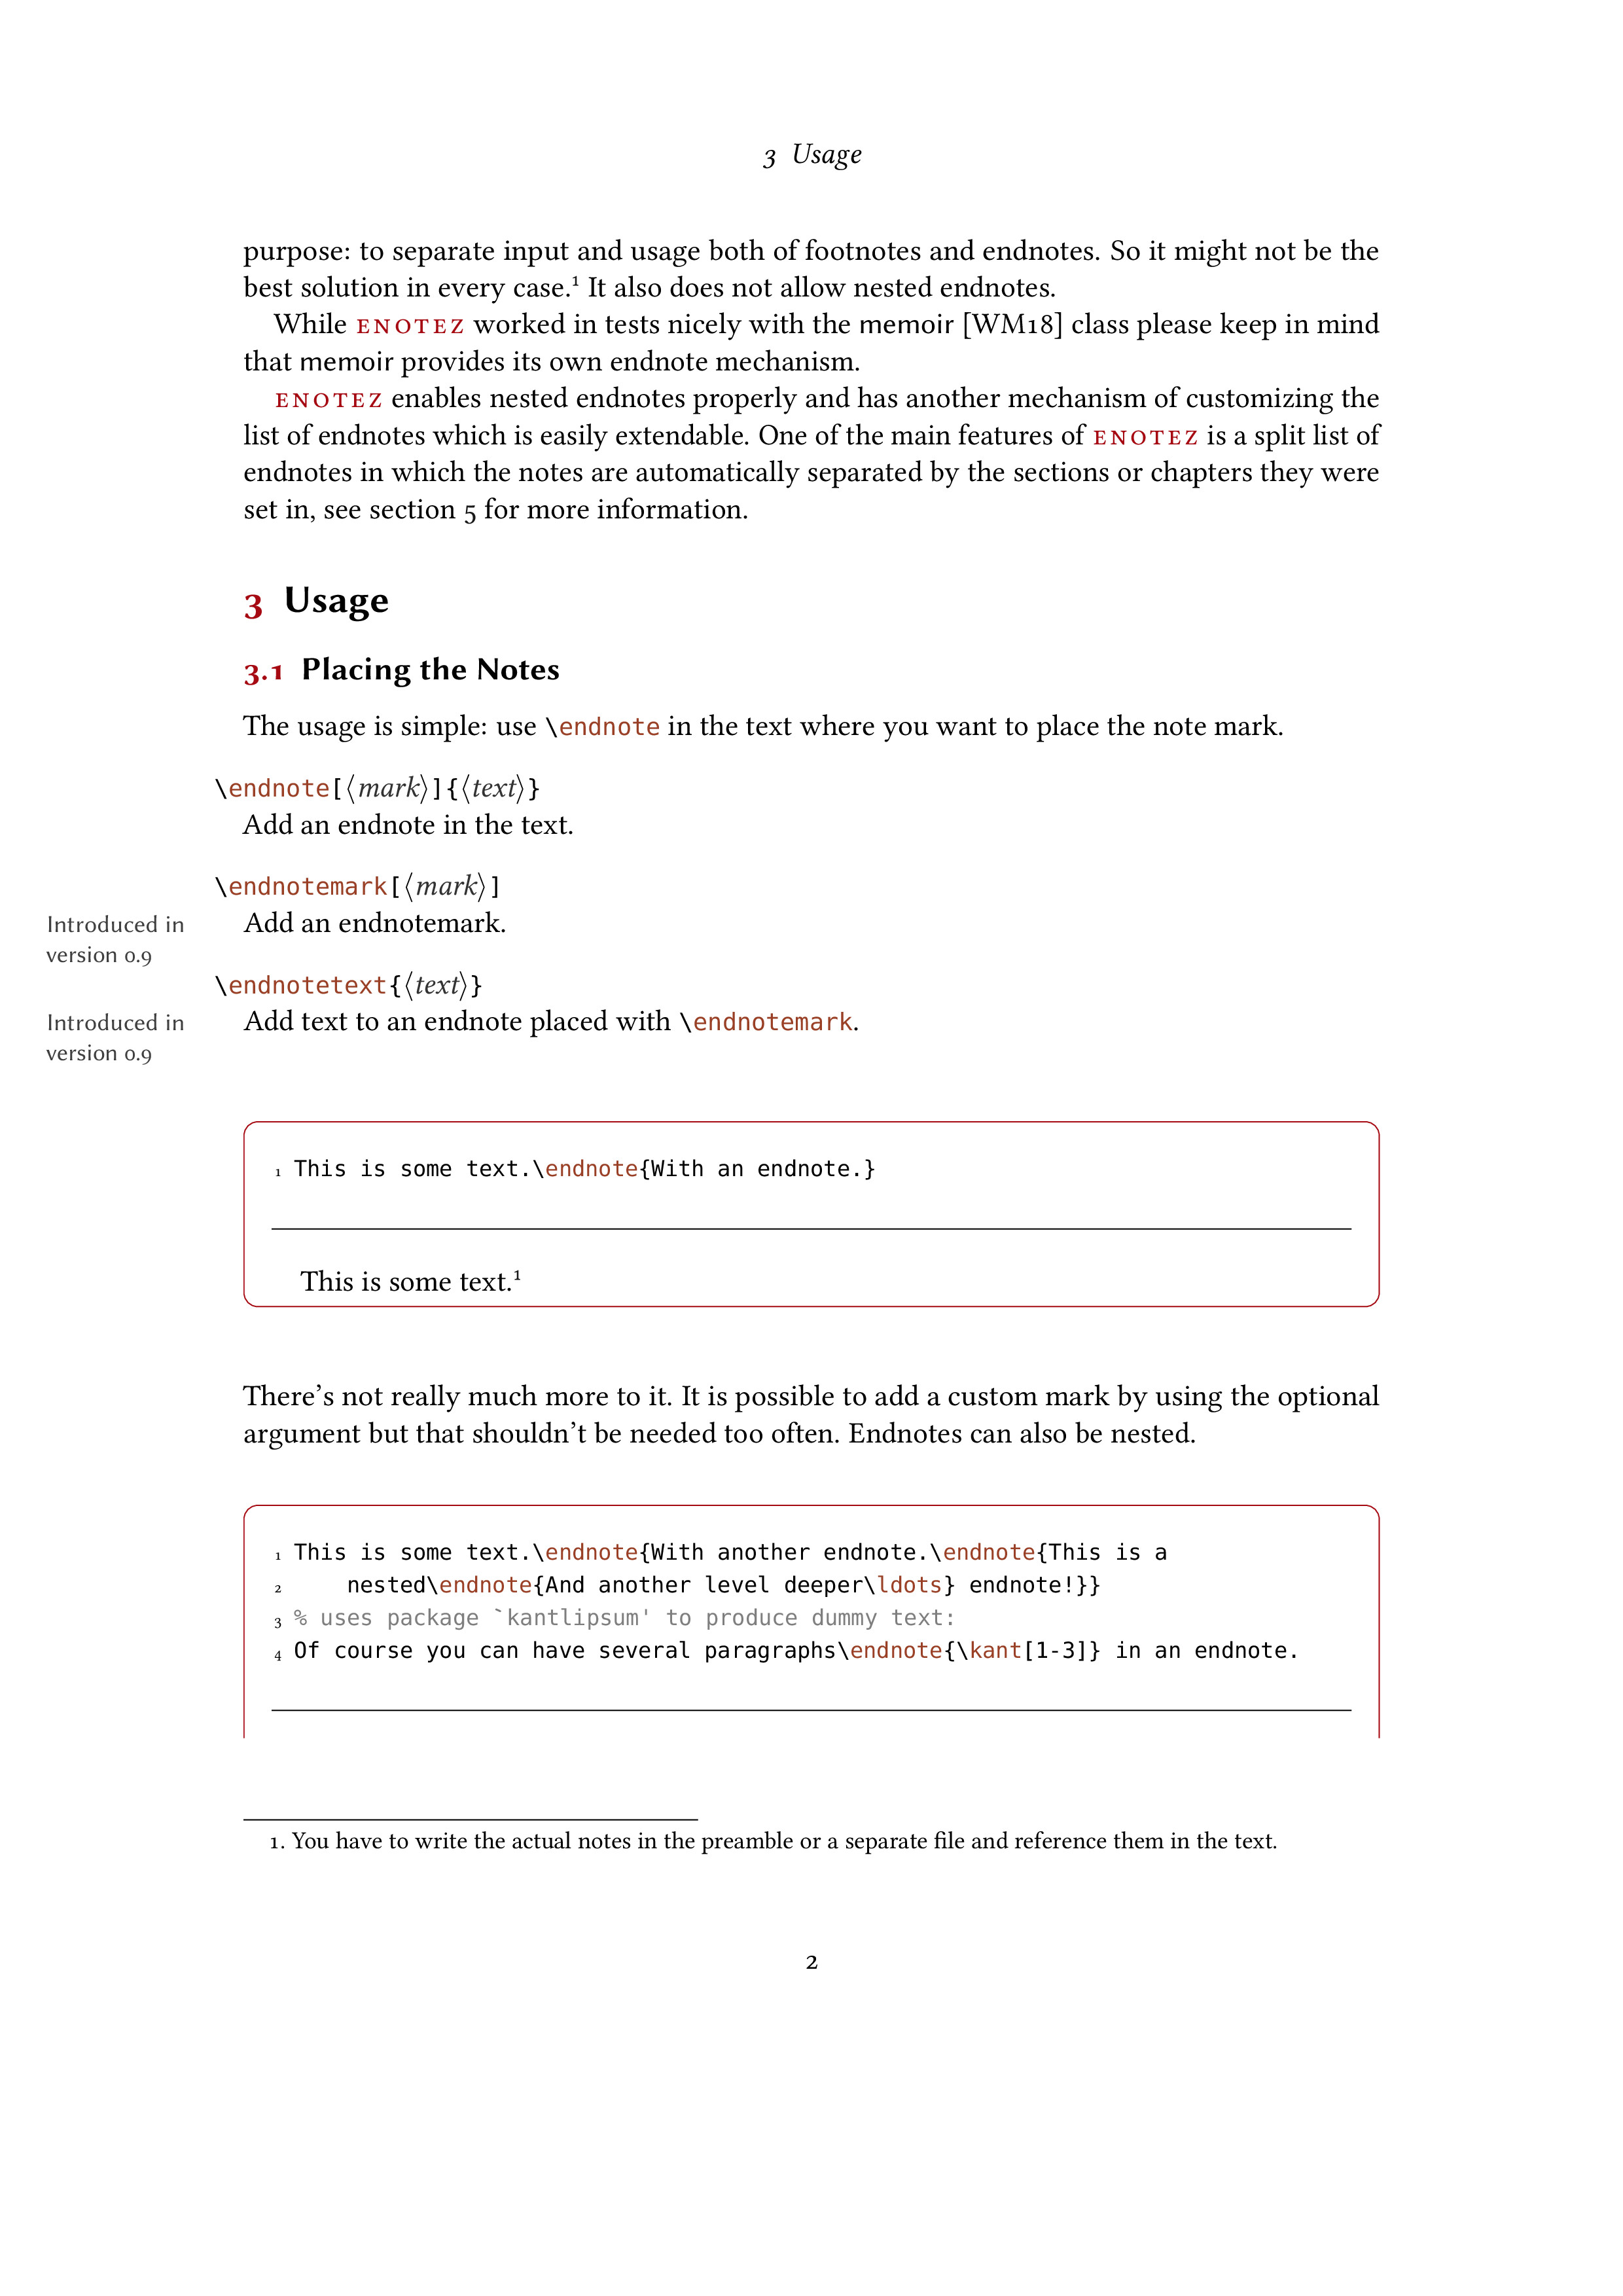 3 Usage
purpose: to separate input and usage both of footnotes and endnotes. So it might not be the
best solution in every case.¹ It also does not allow nested endnotes.
While ENOTEZ worked in tests nicely with the memoir [WM18] class please keep in mind
that memoir provides its own endnote mechanism.
ENOTEZ enables nested endnotes properly and has another mechanism of customizing the
list of endnotes which is easily extendable. One of the main features of ENOTEZ is a split list of
endnotes in which the notes are automatically separated by the sections or chapters they were
set in, see section 5 for more information.
3 Usage
3.1 Placing the Notes
The usage is simple: use \endnote in the text where you want to place the note mark.
\endnote[⟨mark⟩]{⟨text⟩}
Add an endnote in the text.
\endnotemark[⟨mark⟩]
Introduced in
version 0.9
Add an endnotemark.
\endnotetext{⟨text⟩}
Introduced in
version 0.9
Add text to an endnote placed with \endnotemark.
1 This is some text.\endnote{With an endnote.}
This is some text.¹
There's not really much more to it. It is possible to add a custom mark by using the optional
argument but that shouldn't be needed too often. Endnotes can also be nested.
1 This is some text.\endnote{With another endnote.\endnote{This is a
2     nested\endnote{And another level deeper\ldots} endnote!}}
3 % uses package `kantlipsum' to produce dummy text:
4 Of course you can have several paragraphs\endnote{\kant[1-3]} in an endnote.
1. You have to write the actual notes in the preamble or a separate file and reference them in the text.
2